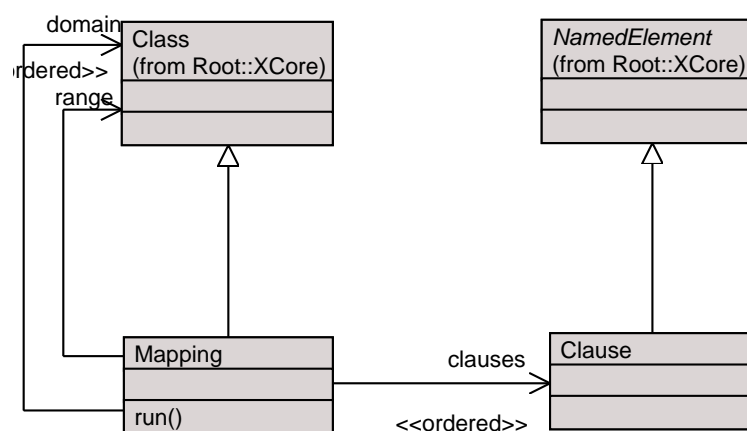 domain
Class
(from Root::XCore)
rdered>>
range
NamedElement
(from Root::XCore)
Mapping
run()
clauses
<<ordered>>
Clause